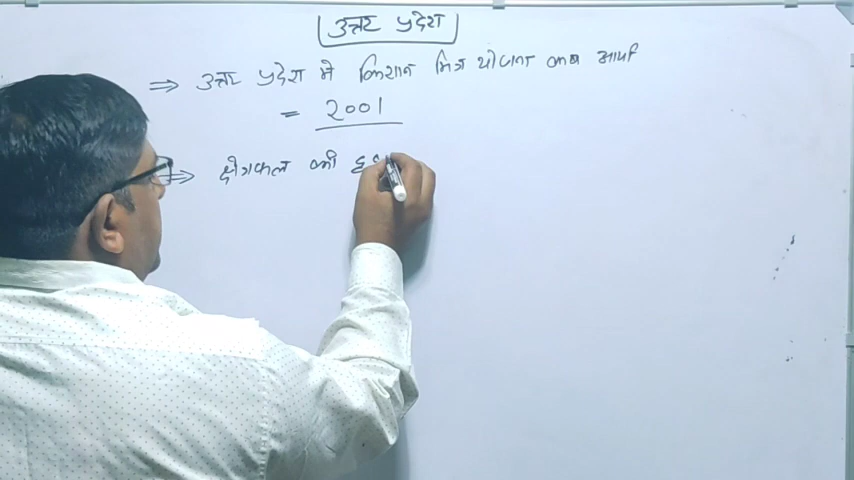 उत्तर प्रदेश
⇒ उत्तर प्रदेश मे किसान मित्र योजना कब आयी
= 2001
⇒ क्षेत्रफल की